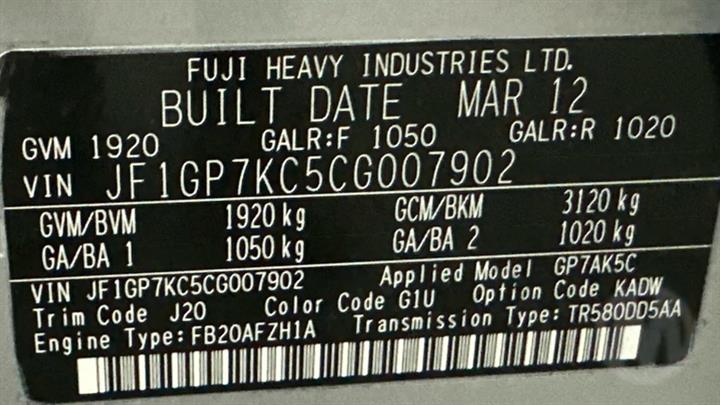 FUJI HEAVY INDUSTRIES LTD.
BUILT DATE MAR 12
GVM 1920 GALR:F 1050 GALR:R 1020
VIN JF1GP7KC5CG007902
GVM/BVM 1920 kg GCM/BKM 3120 kg
GA/BA 1 1050 kg GA/BA 2 1020 kg
VIN JF1GP7KC5CG007902 Applied Model GP7AK5C
Trim Code J20 Color Code G1U Option Code KADW
Engine Type:FB20AFZH1A Transmission Type:TR580DD5AA